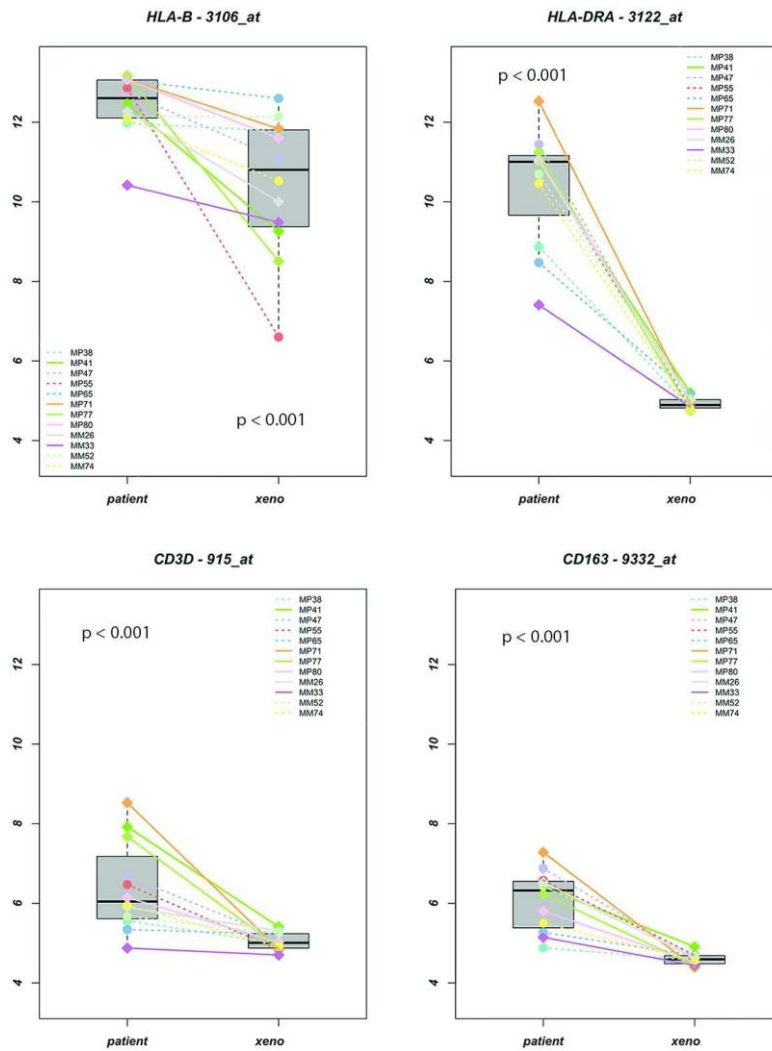 HLA-B - 3106_at
12
10
8
6
4
MP38
MP41
MP47
MP55
MP65
MP71
MP77
MP80
MM26
MM33
MM52
MM74
p < 0.001
patient
xeno
HLA-DRA - 3122_at
p < 0.001
12
10
8
6
4
MP38
MP41
MP47
MP55
MP65
MP71
MP77
MP80
MM26
MM33
MM52
MM74
patient
xeno
CD3D - 915_at
p < 0.001
12
10
8
6
4
MP38
MP41
MP47
MP55
MP65
MP71
MP77
MP80
MM26
MM33
MM52
MM74
patient
xeno
CD163 - 9332_at
p < 0.001
12
10
8
6
4
MP38
MP41
MP47
MP55
MP65
MP71
MP77
MP80
MM26
MM33
MM52
MM74
patient
xeno